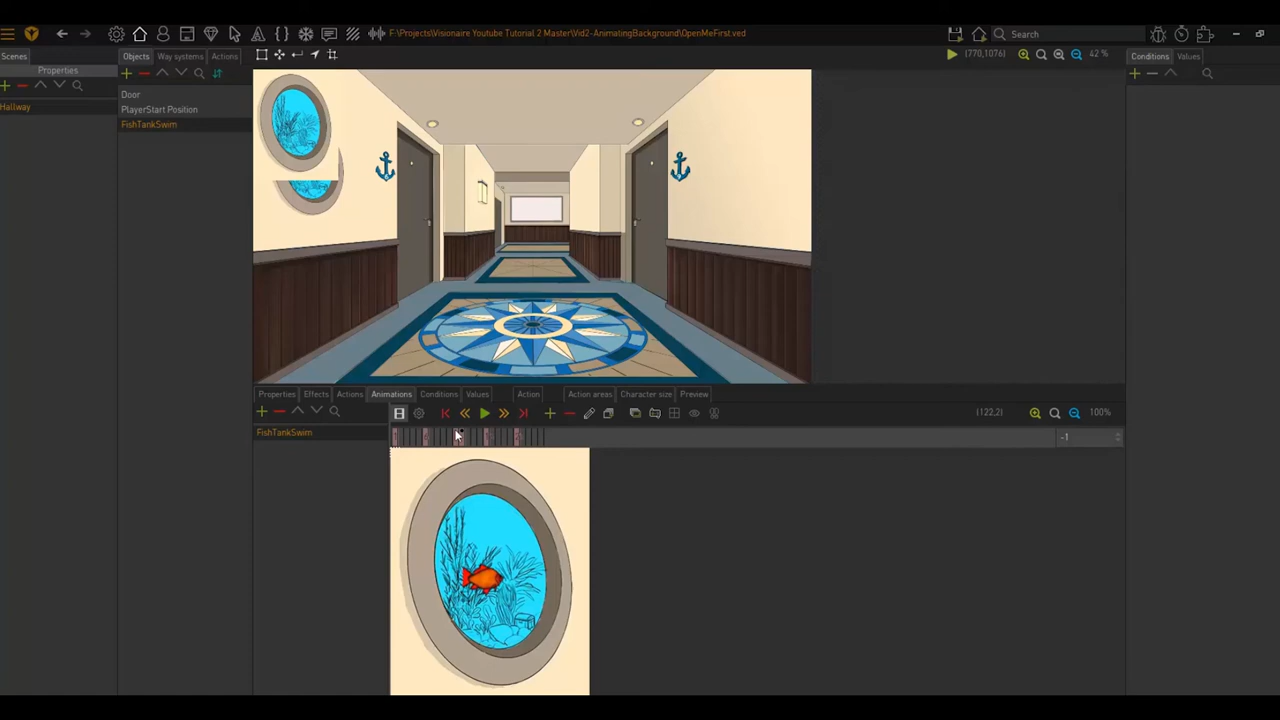 F:\Projects\Visionaire Youtube Tutorial 2 Master\Vid2-AnimatingBackground\OpenMeFirst.ved
Search
Scenes
Objects
Way systems
Actions
(770,1076)
42 %
Conditions
Values
Properties
Hallway
Door
PlayerStart Position
FishTankSwim
Properties
Effects
Actions
Animations
Conditions
Values
Action
Action areas
Character size
Preview
(122,2)
100%
FishTankSwim
-1